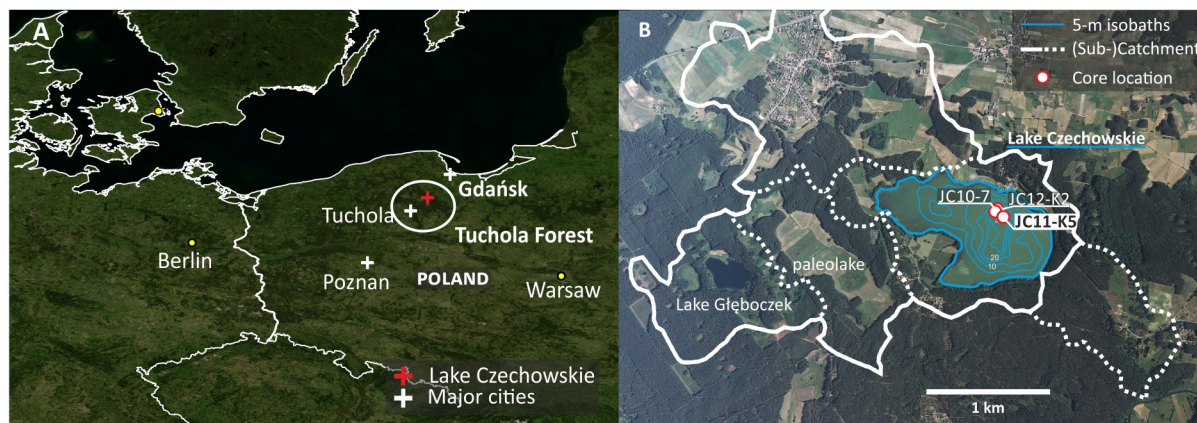 A
Gdańsk
Tuchola
Tuchola Forest
Berlin
Poznan
POLAND
Warsaw
Lake Czechowskie
Major cities
B
5-m isobaths
(Sub-)Catchment
Core location
Lake Czechowskie
JC10-7
JC12-K2
JC11-K5
20
10
paleolake
Lake Głęboczek
1 km